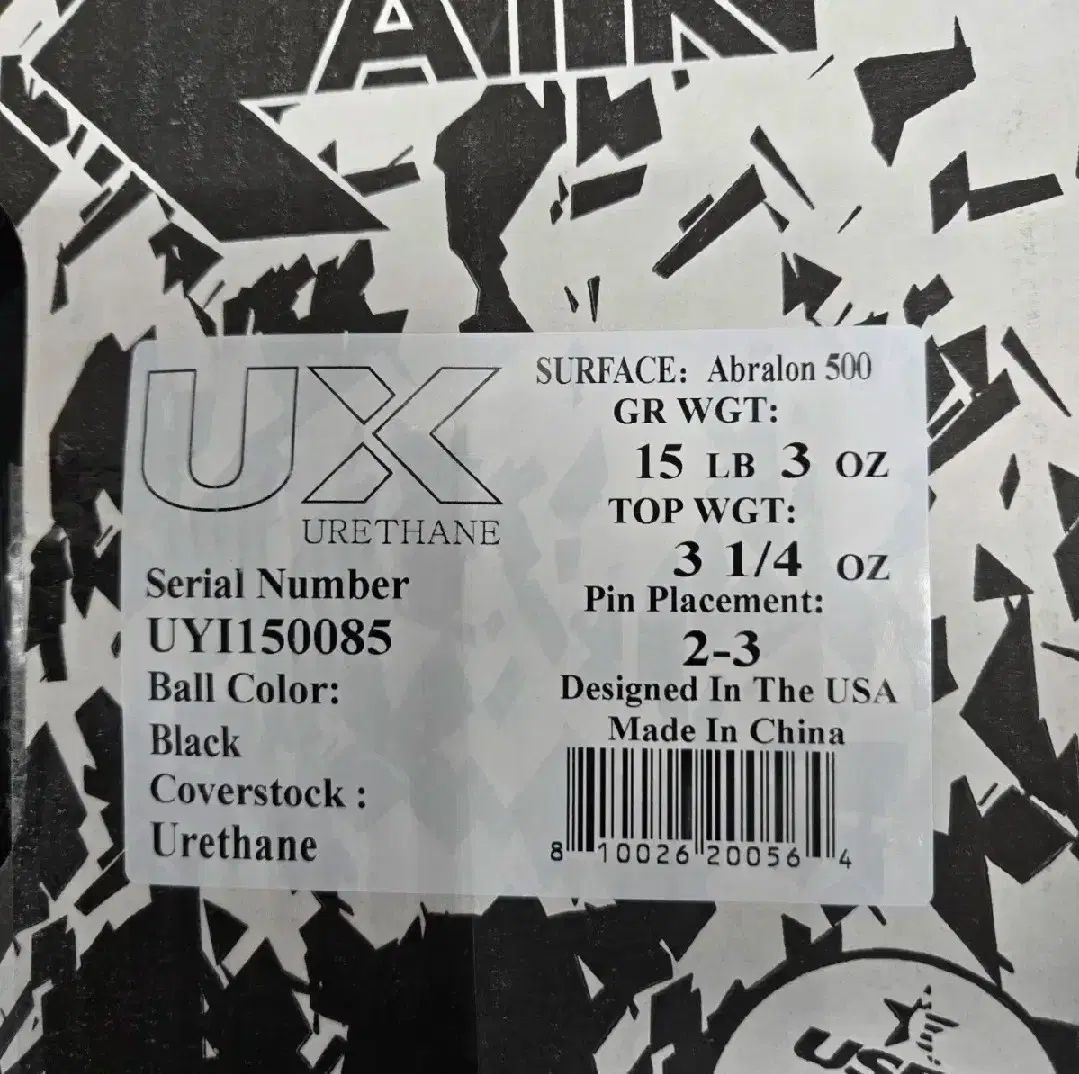 UX
URETHANE
Serial Number
UYI150085
Ball Color:
Black
Coverstock :
Urethane
SURFACE: Abralon 500
GR WGT:
15 LB 3 OZ
TOP WGT:
3 1/4 OZ
Pin Placement:
2-3
Designed In The USA
Made In China
8 10026 20056 4